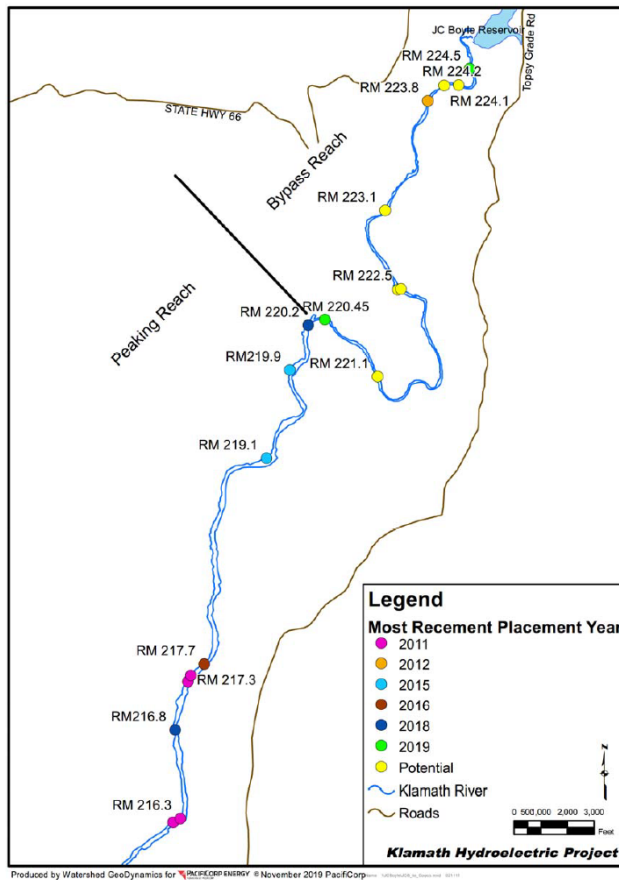 JC Boyle Reservoir
Topsy Grade Rd
RM 224.5
RM 224.2
RM 223.8
RM 224.1
STATE HWY 66
Bypass Reach
RM 223.1
RM 222.5
RM 220.45
RM 220.2
Peaking Reach
RM219.9
RM 221.1
RM 219.1
RM 217.7
RM 217.3
RM216.8
RM 216.3
Legend
Most Recement Placement Year
2011
2012
2015
2016
2018
2019
Potential
Klamath River
Roads
N
0 500,000 2,000 3,000
Feet
Klamath Hydroelectric Project
Produced by Watershed GeoDynamics for PACIFICORP ENERGY © November 2019 PacifiCorp